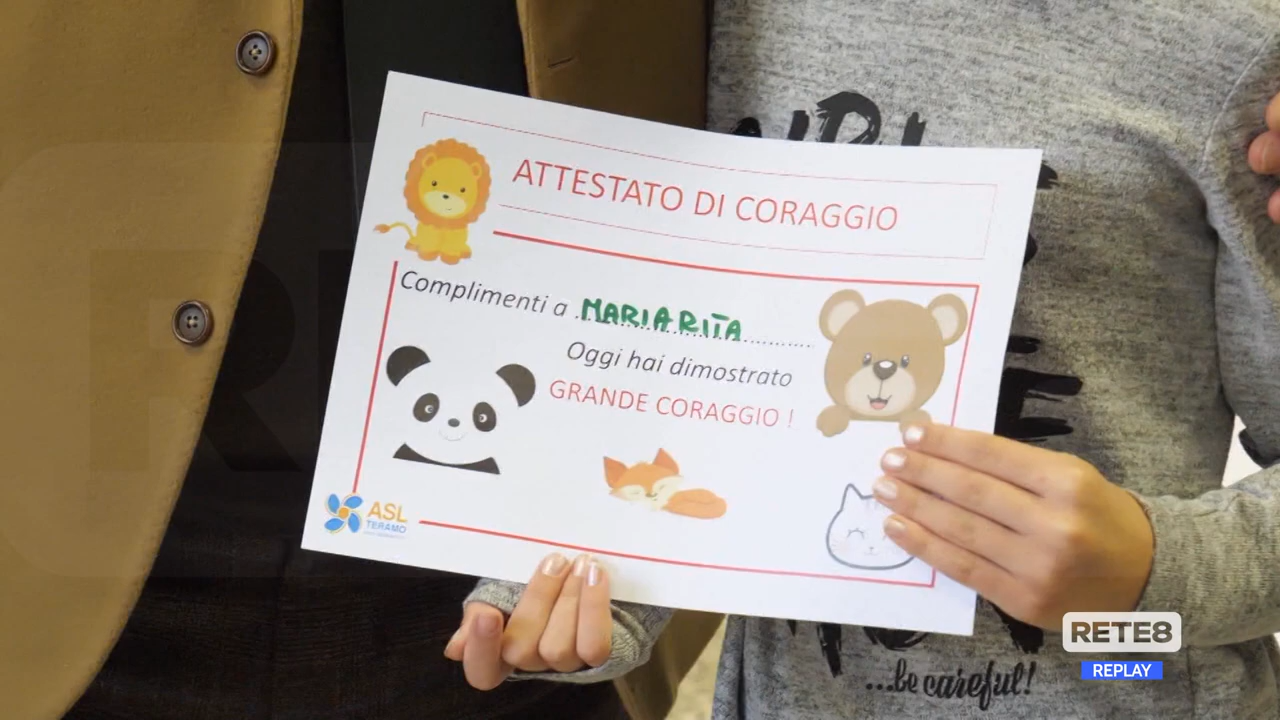 ATTESTATO DI CORAGGIO
Complimenti a MARIA RITA
Oggi hai dimostrato
GRANDE CORAGGIO !
ASL
TERAMO
...be careful!
RETE8
REPLAY